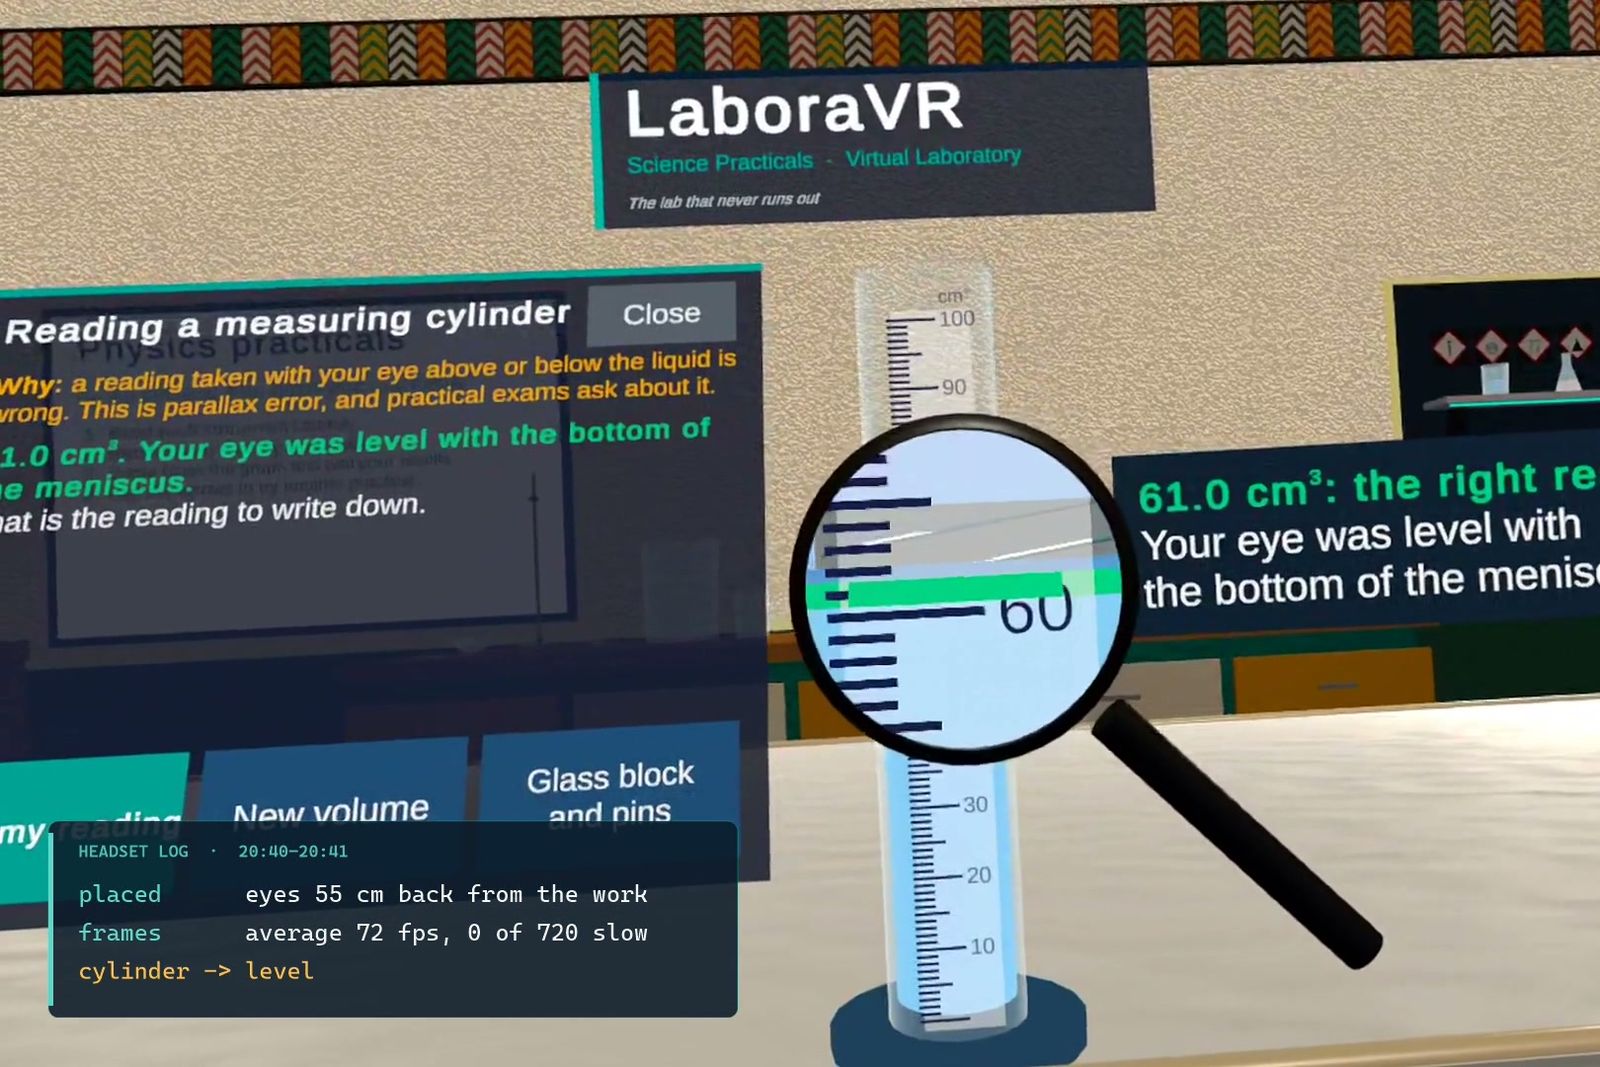 LaboraVR
Science Practicals · Virtual Laboratory
The lab that never runs out
Reading a measuring cylinder
Close
Physics practicals
Why: a reading taken with your eye above or below the liquid is
wrong. This is parallax error, and practical exams ask about it.
1.0 cm³. Your eye was level with the bottom of
meniscus.
is the reading to write down.
my reading
New volume
Glass block
and pins
cm³
100
90
60
30
20
10
61.0 cm³: the right re
Your eye was level with
the bottom of the menisc
HEADSET LOG · 20:40–20:41
placed eyes 55 cm back from the work
frames average 72 fps, 0 of 720 slow
cylinder -> level